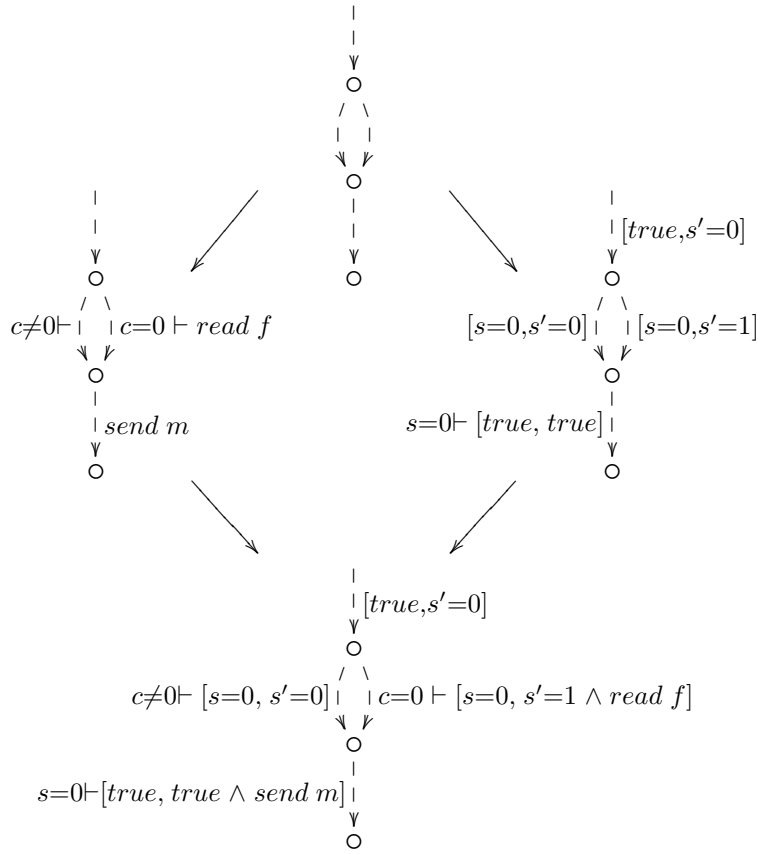 [true,s′=0]
c≠0⊢ c=0 ⊢ read f [s=0,s′=0] [s=0,s′=1]
send m s=0⊢ [true, true]
[true,s′=0]
c≠0⊢ [s=0, s′=0] c=0 ⊢ [s=0, s′=1 ∧ read f]
s=0⊢[true, true ∧ send m]